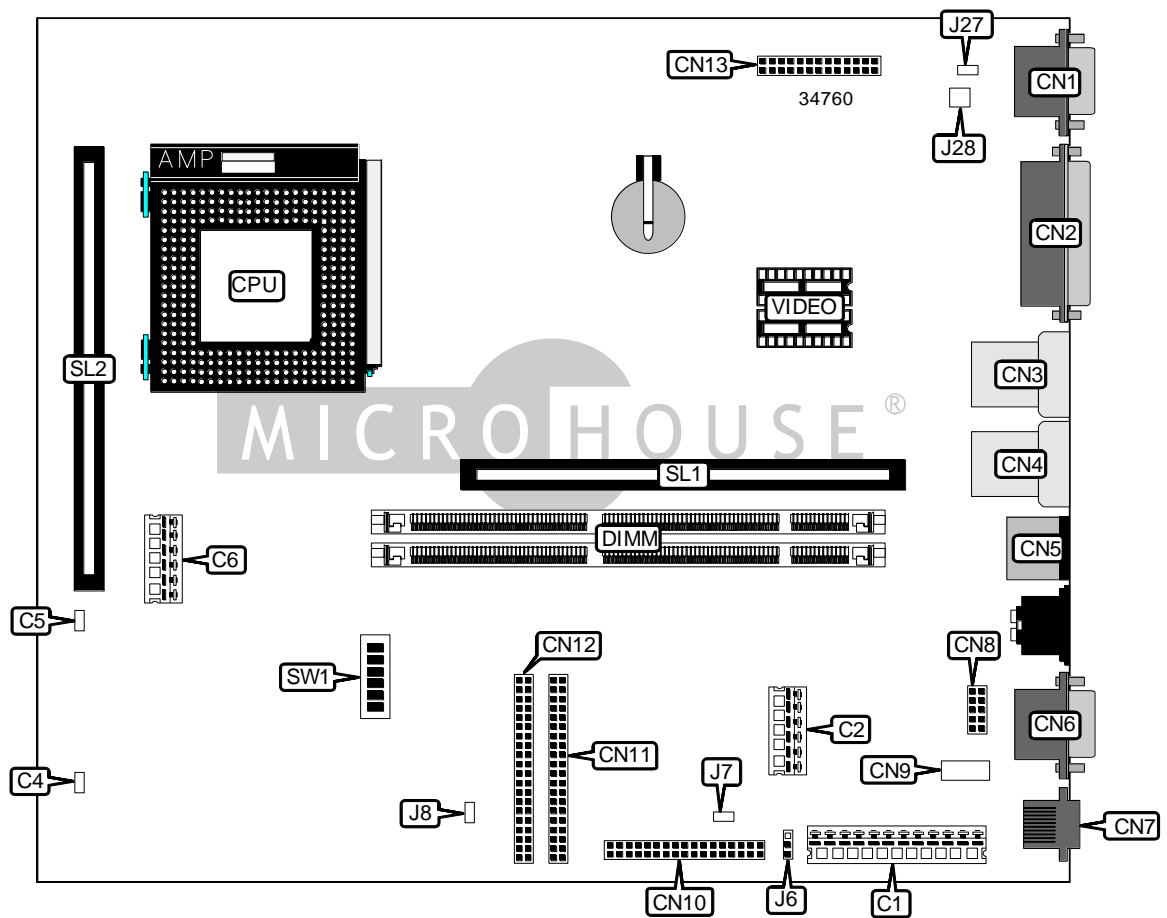 J27
CN13
CN1
34760
J28
AMP
CN2
CPU
VIDEO
SL2
CN3
MICROHOUSE®
CN4
SL1
DIMM
CN5
C6
C5
CN12
CN8
SW1
C2
CN6
CN11
CN9
C4
J7
J8
CN7
CN10
J6
C1